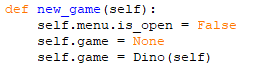 def new_game(self):
    self.menu.is_open = False
    self.game = None
    self.game = Dino(self)